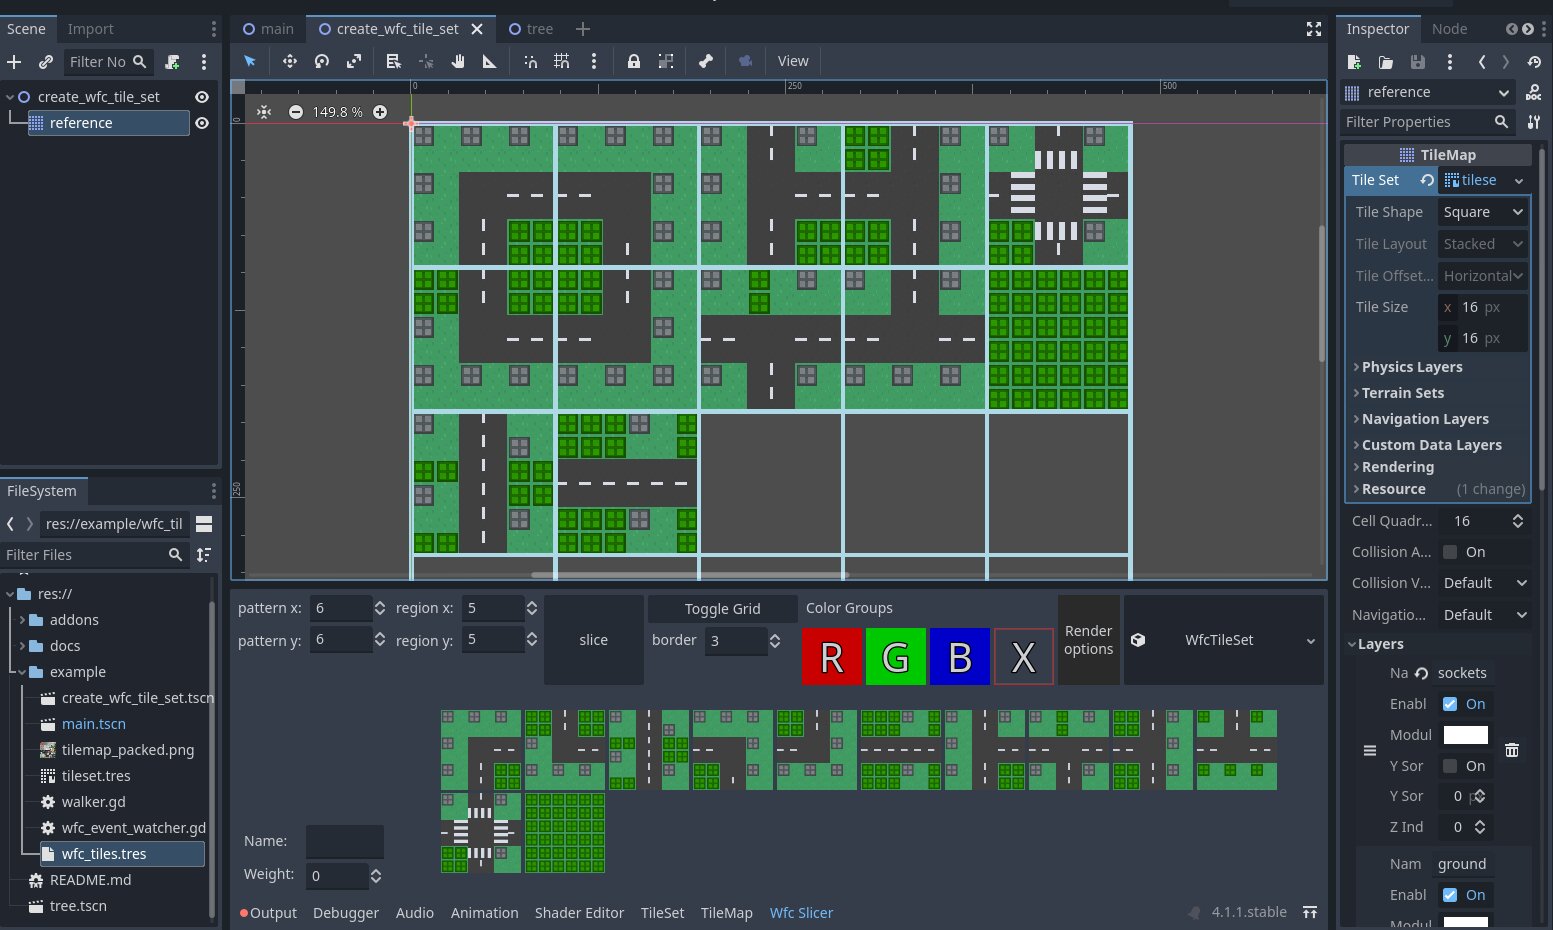 Scene
Import
Filter No
create_wfc_tile_set
reference
main
create_wfc_tile_set
tree
View
0
250
500
149.8 %
0
250
Inspector
Node
reference
Filter Properties
TileMap
Tile Set
tilese
Tile Shape
Square
Tile Layout
Stacked
Tile Offset...
Horizontal
Tile Size
x 16 px
y 16 px
Physics Layers
Terrain Sets
Navigation Layers
Custom Data Layers
Rendering
Resource
(1 change)
Cell Quadr...
16
Collision A...
On
Collision V...
Default
Navigatio...
Default
Layers
Na
sockets
Enabl
On
Modul
Y Sor
On
Y Sor
0 p
Z Ind
0
Nam
ground
Enabl
On
Modul
FileSystem
res://example/wfc_til
Filter Files
res://
addons
docs
example
create_wfc_tile_set.tscn
main.tscn
tilemap_packed.png
tileset.tres
walker.gd
wfc_event_watcher.gd
wfc_tiles.tres
README.md
tree.tscn
pattern x:
6
region x:
5
pattern y:
6
region y:
5
slice
Toggle Grid
border
3
Color Groups
R
G
B
X
Render
options
WfcTileSet
Name:
Weight:
0
Output
Debugger
Audio
Animation
Shader Editor
TileSet
TileMap
Wfc Slicer
4.1.1.stable